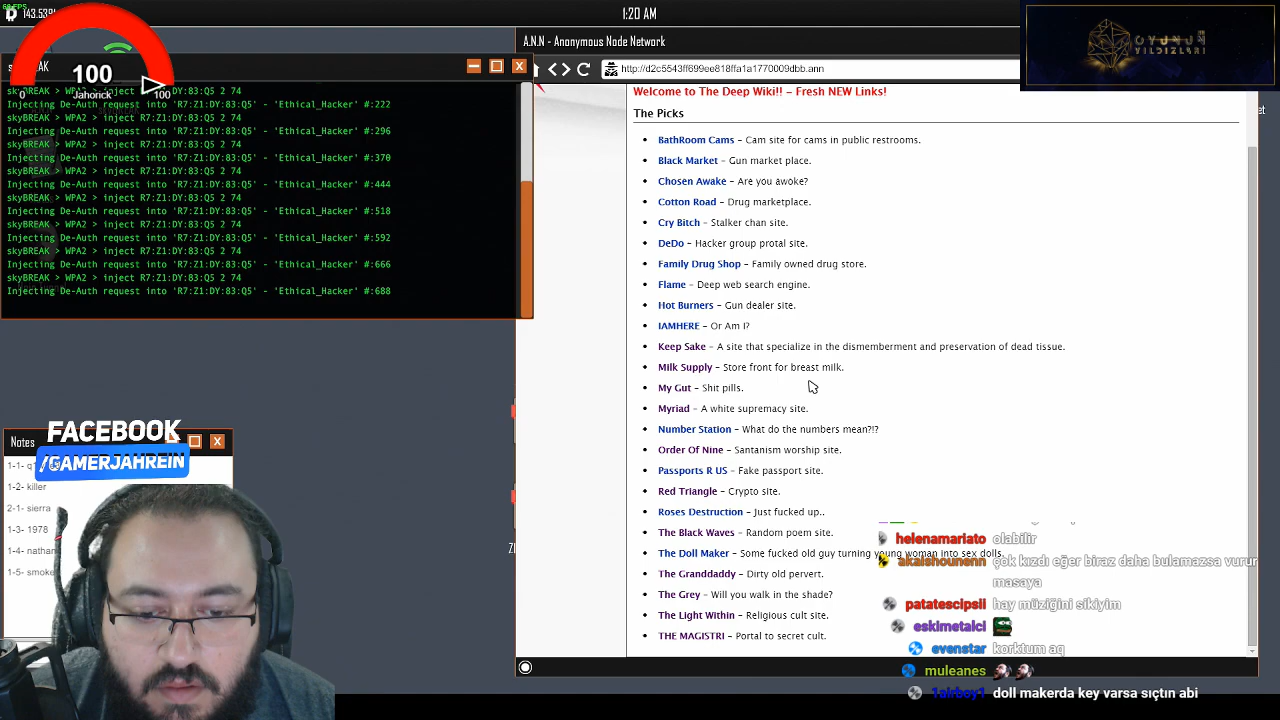 143.53
1:20 AM
100
0
Jahorick
100
skyBREAK > WPA2 > inject R7:Z1:DY:83:Q5 2 74
Injecting De-Auth request into 'R7:Z1:DY:83:Q5' - 'Ethical_Hacker' #:222
skyBREAK > WPA2 > inject R7:Z1:DY:83:Q5 2 74
Injecting De-Auth request into 'R7:Z1:DY:83:Q5' - 'Ethical_Hacker' #:296
skyBREAK > WPA2 > inject R7:Z1:DY:83:Q5 2 74
Injecting De-Auth request into 'R7:Z1:DY:83:Q5' - 'Ethical_Hacker' #:370
skyBREAK > WPA2 > inject R7:Z1:DY:83:Q5 2 74
Injecting De-Auth request into 'R7:Z1:DY:83:Q5' - 'Ethical_Hacker' #:444
skyBREAK > WPA2 > inject R7:Z1:DY:83:Q5 2 74
Injecting De-Auth request into 'R7:Z1:DY:83:Q5' - 'Ethical_Hacker' #:518
skyBREAK > WPA2 > inject R7:Z1:DY:83:Q5 2 74
Injecting De-Auth request into 'R7:Z1:DY:83:Q5' - 'Ethical_Hacker' #:592
skyBREAK > WPA2 > inject R7:Z1:DY:83:Q5 2 74
Injecting De-Auth request into 'R7:Z1:DY:83:Q5' - 'Ethical_Hacker' #:666
skyBREAK > WPA2 > inject R7:Z1:DY:83:Q5 2 74
Injecting De-Auth request into 'R7:Z1:DY:83:Q5' - 'Ethical_Hacker' #:688
Notes
FACEBOOK
/GAMERJAHREIN
1-2- killer
2-1- sierra
1-3- 1978
1-4- nathan
1-5- smoke
A.N.N - Anonymous Node Network
http://d2c5543ff699ee818ffa1a1770009dbb.ann
OYUNUN
YILDIZLARI
Welcome to The Deep Wiki!! – Fresh NEW Links!
The Picks
BathRoom Cams – Cam site for cams in public restrooms.
Black Market – Gun market place.
Chosen Awake – Are you awoke?
Cotton Road – Drug marketplace.
Cry Bitch – Stalker chan site.
DeDo – Hacker group protal site.
Family Drug Shop – Family owned drug store.
Flame – Deep web search engine.
Hot Burners – Gun dealer site.
IAMHERE – Or Am I?
Keep Sake – A site that specialize in the dismemberment and preservation of dead tissue.
Milk Supply – Store front for breast milk.
My Gut – Shit pills.
Myriad – A white supremacy site.
Number Station – What do the numbers mean?!?
Order Of Nine – Santanism worship site.
Passports R US – Fake passport site.
Red Triangle – Crypto site.
Roses Destruction – Just fucked up..
The Black Waves – Random poem site.
The Doll Maker – Some fucked old guy turning young woman into sex dolls.
The Granddaddy – Dirty old pervert.
The Grey – Will you walk in the shade?
The Light Within – Religious cult site.
THE MAGISTRI – Portal to secret cult.
helenamarlato olabilir
akaishounenn çok kızdı eğer biraz daha bulamazsa vurur
masaya
patatescipsii hay müziğini sikiyim
eskimetalci
evenstar korktum aq
muleanes
1airboy1 doll makerda key varsa sıçtın abi